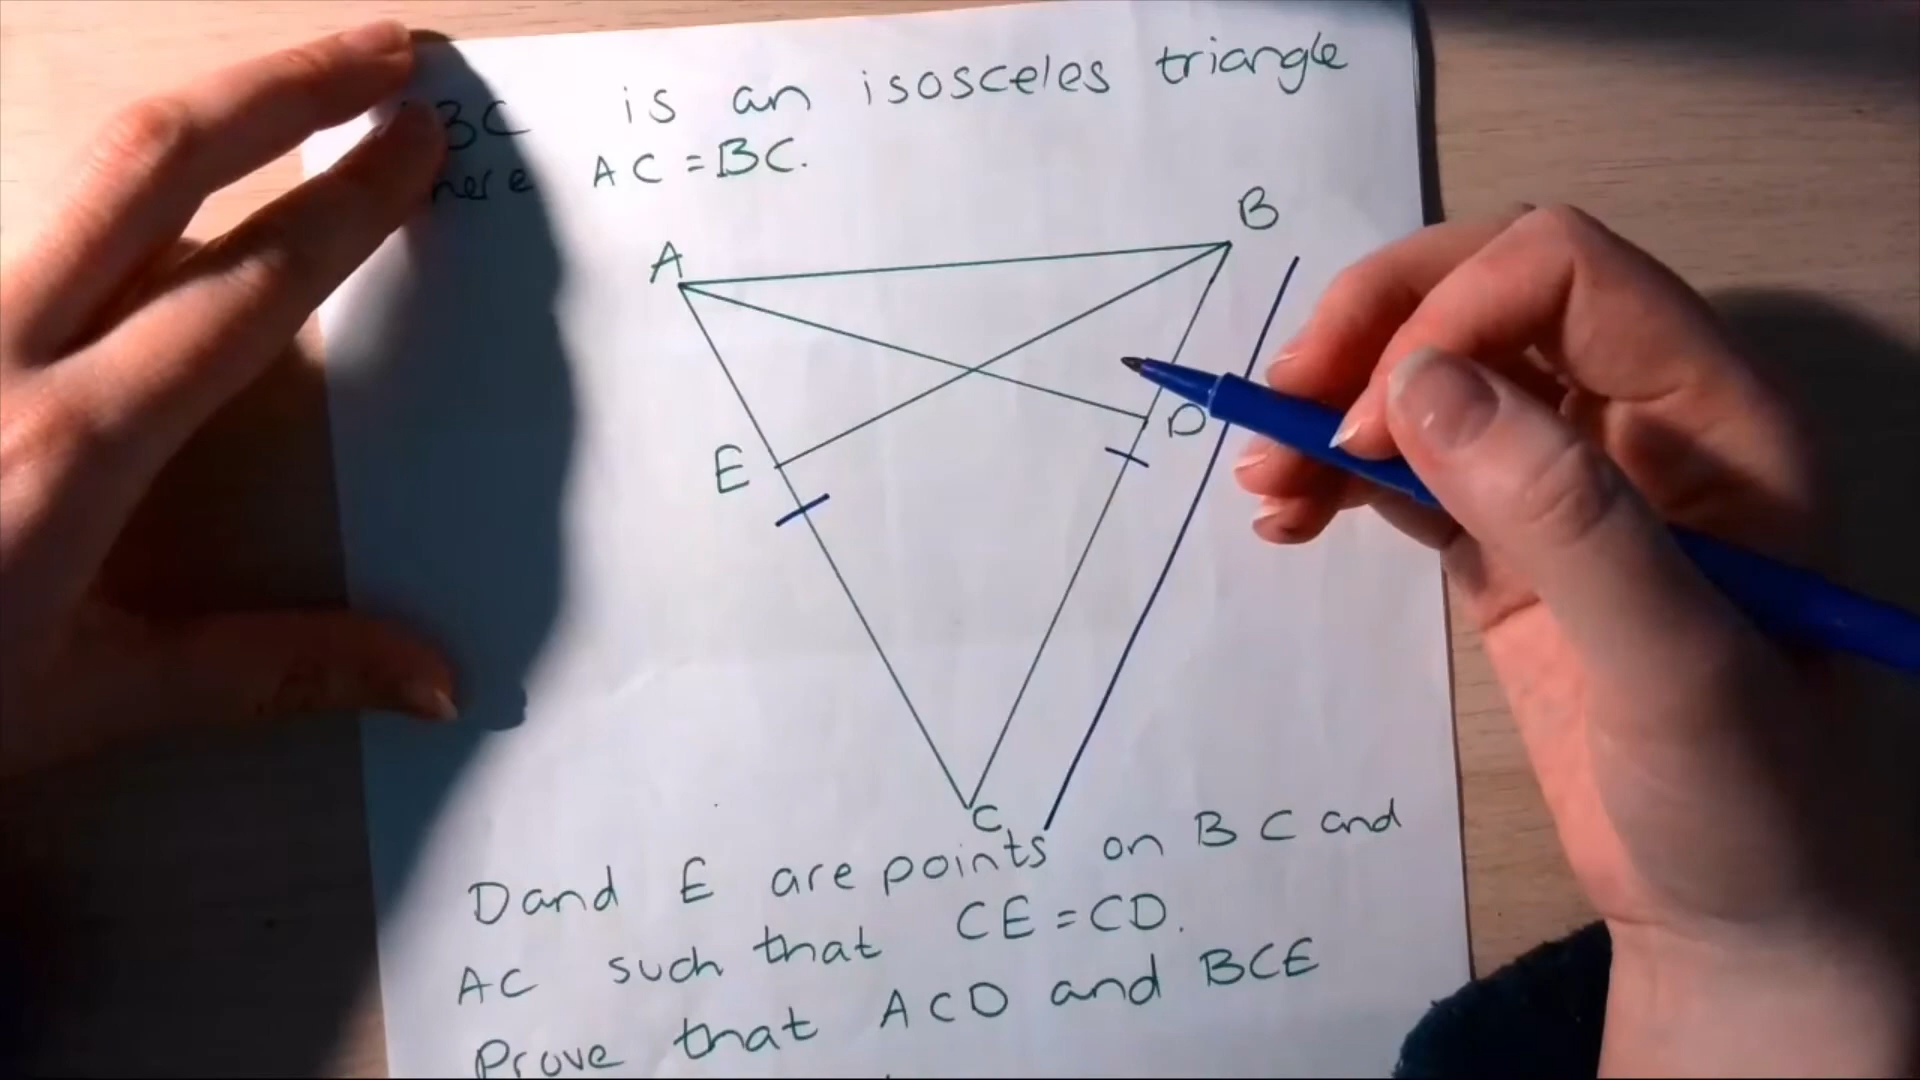 BC is an isosceles triangle
here AC = BC.
B
A
D
E
C
D and E are points on BC and
AC such that CE = CD.
Prove that ACD and BCE